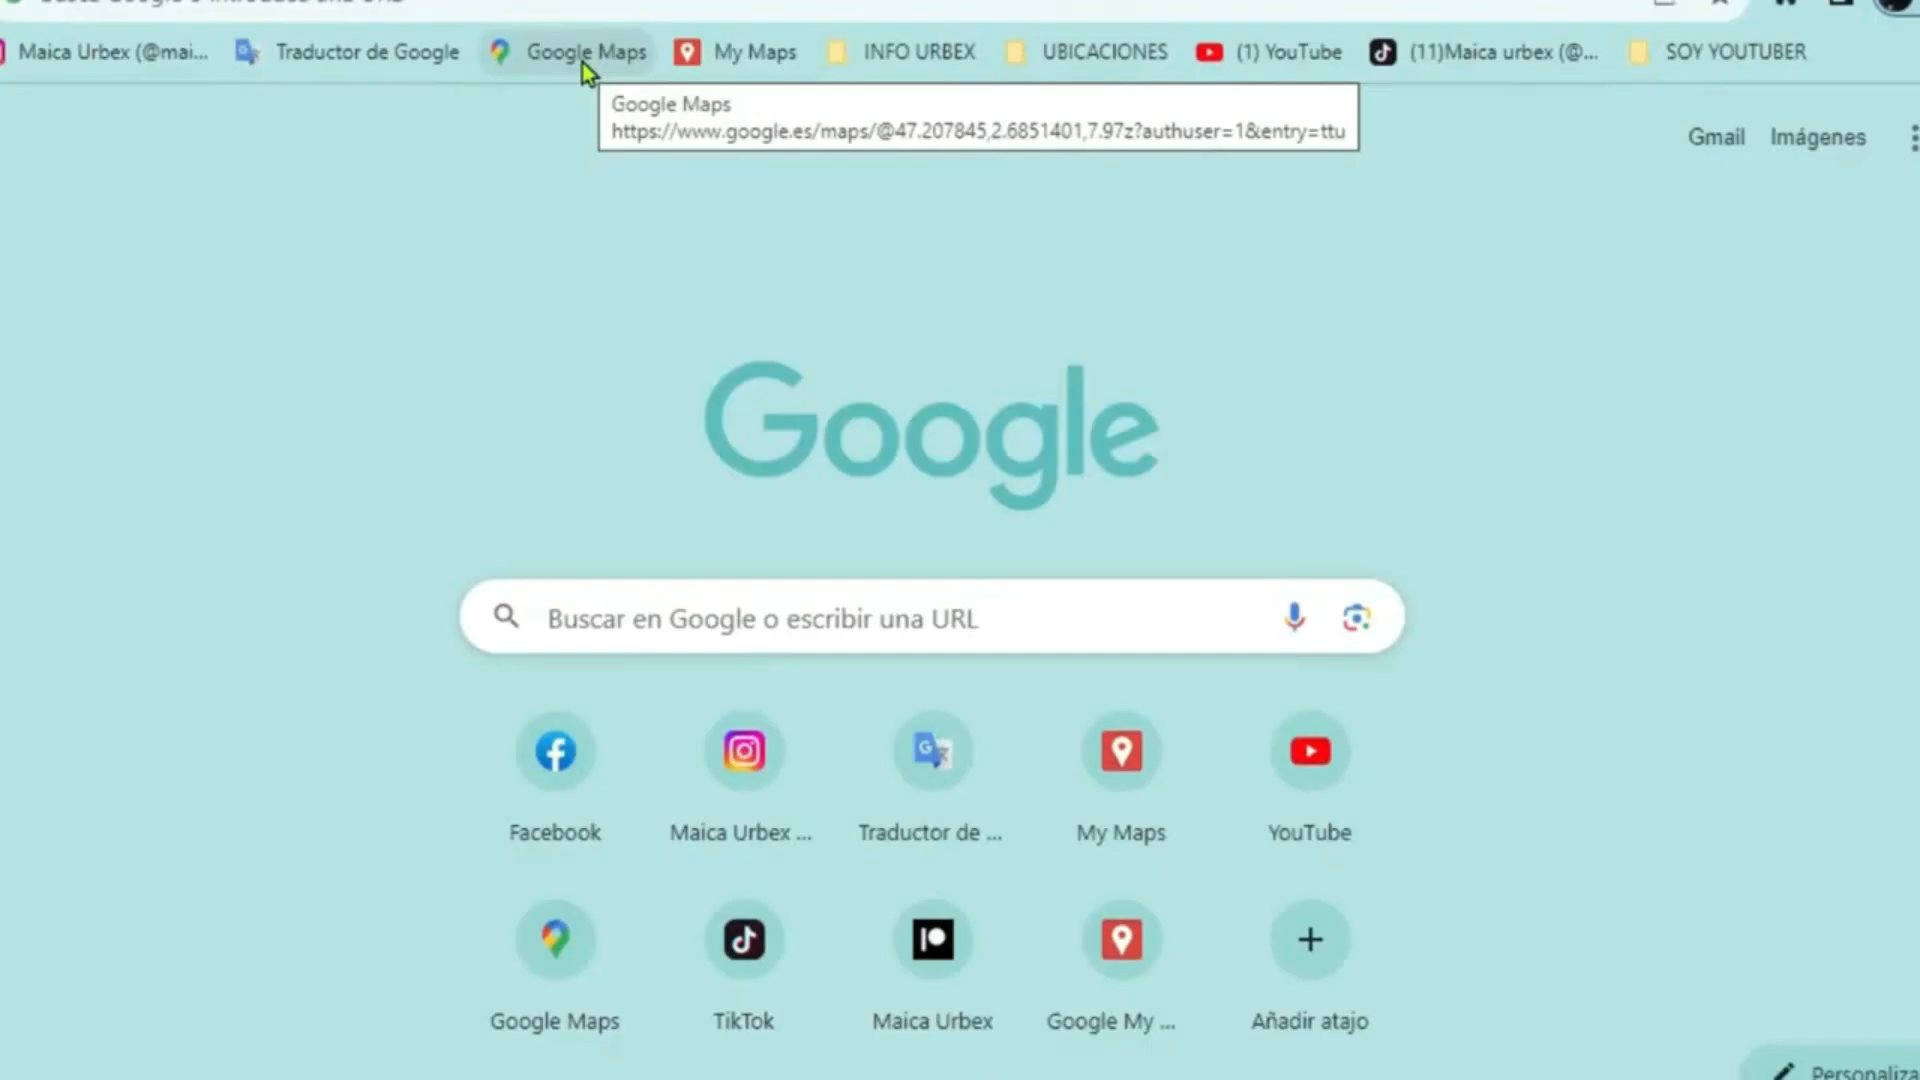 Maica Urbex (@mai... Traductor de Google Google Maps My Maps INFO URBEX UBICACIONES (1) YouTube (11)Maica urbex (@... SOY YOUTUBER
Google Maps
https://www.google.es/maps/@47.207845,2.6851401,7.97z?authuser=1&entry=ttu
Gmail Imágenes
Google
Buscar en Google o escribir una URL
Facebook Maica Urbex ... Traductor de ... My Maps YouTube
Google Maps TikTok Maica Urbex Google My ... Añadir atajo
Personaliza